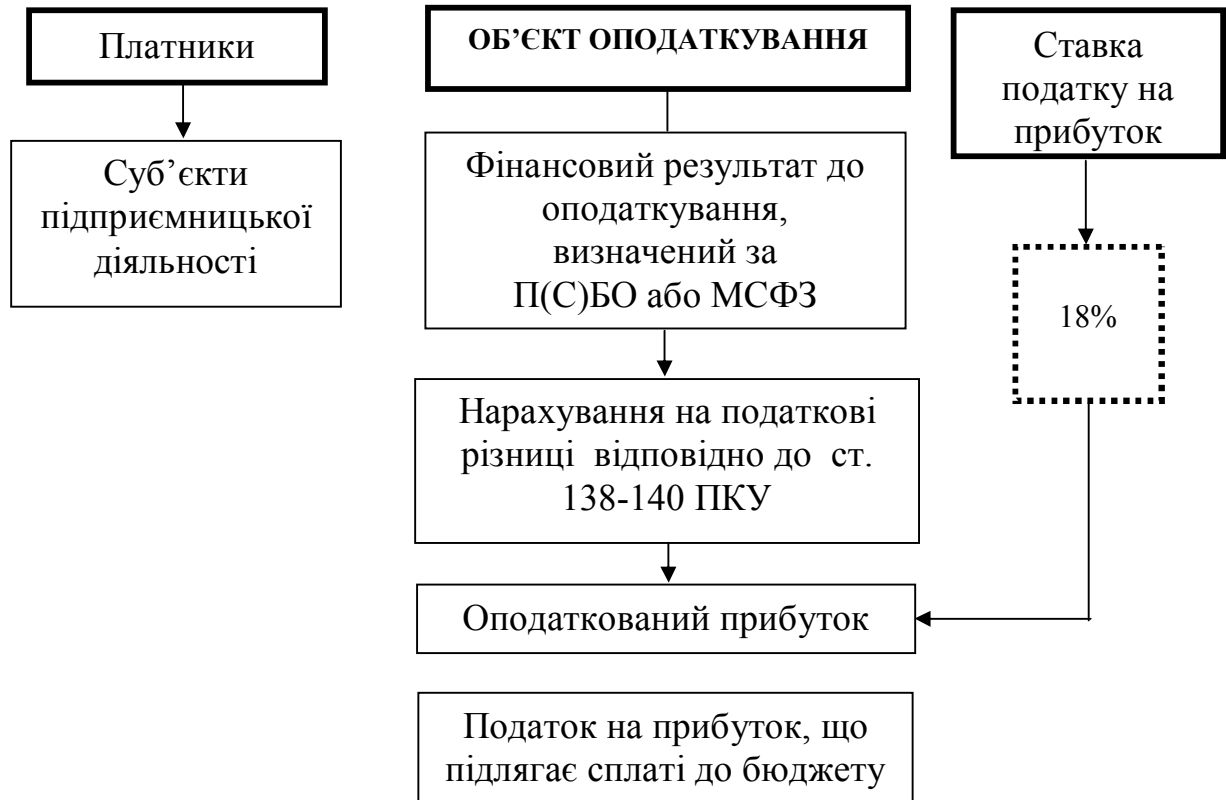 Платники
Суб’єкти
підприємницької
діяльності
ОБ’ЄКТ ОПОДАТКУВАННЯ
Фінансовий результат до
оподаткування,
визначений за
П(С)БО або МСФЗ
Нарахування на податкові
різниці відповідно до ст.
138-140 ПКУ
Оподаткований прибуток
Податок на прибуток, що
підлягає сплаті до бюджету
Ставка
податку на
прибуток
18%